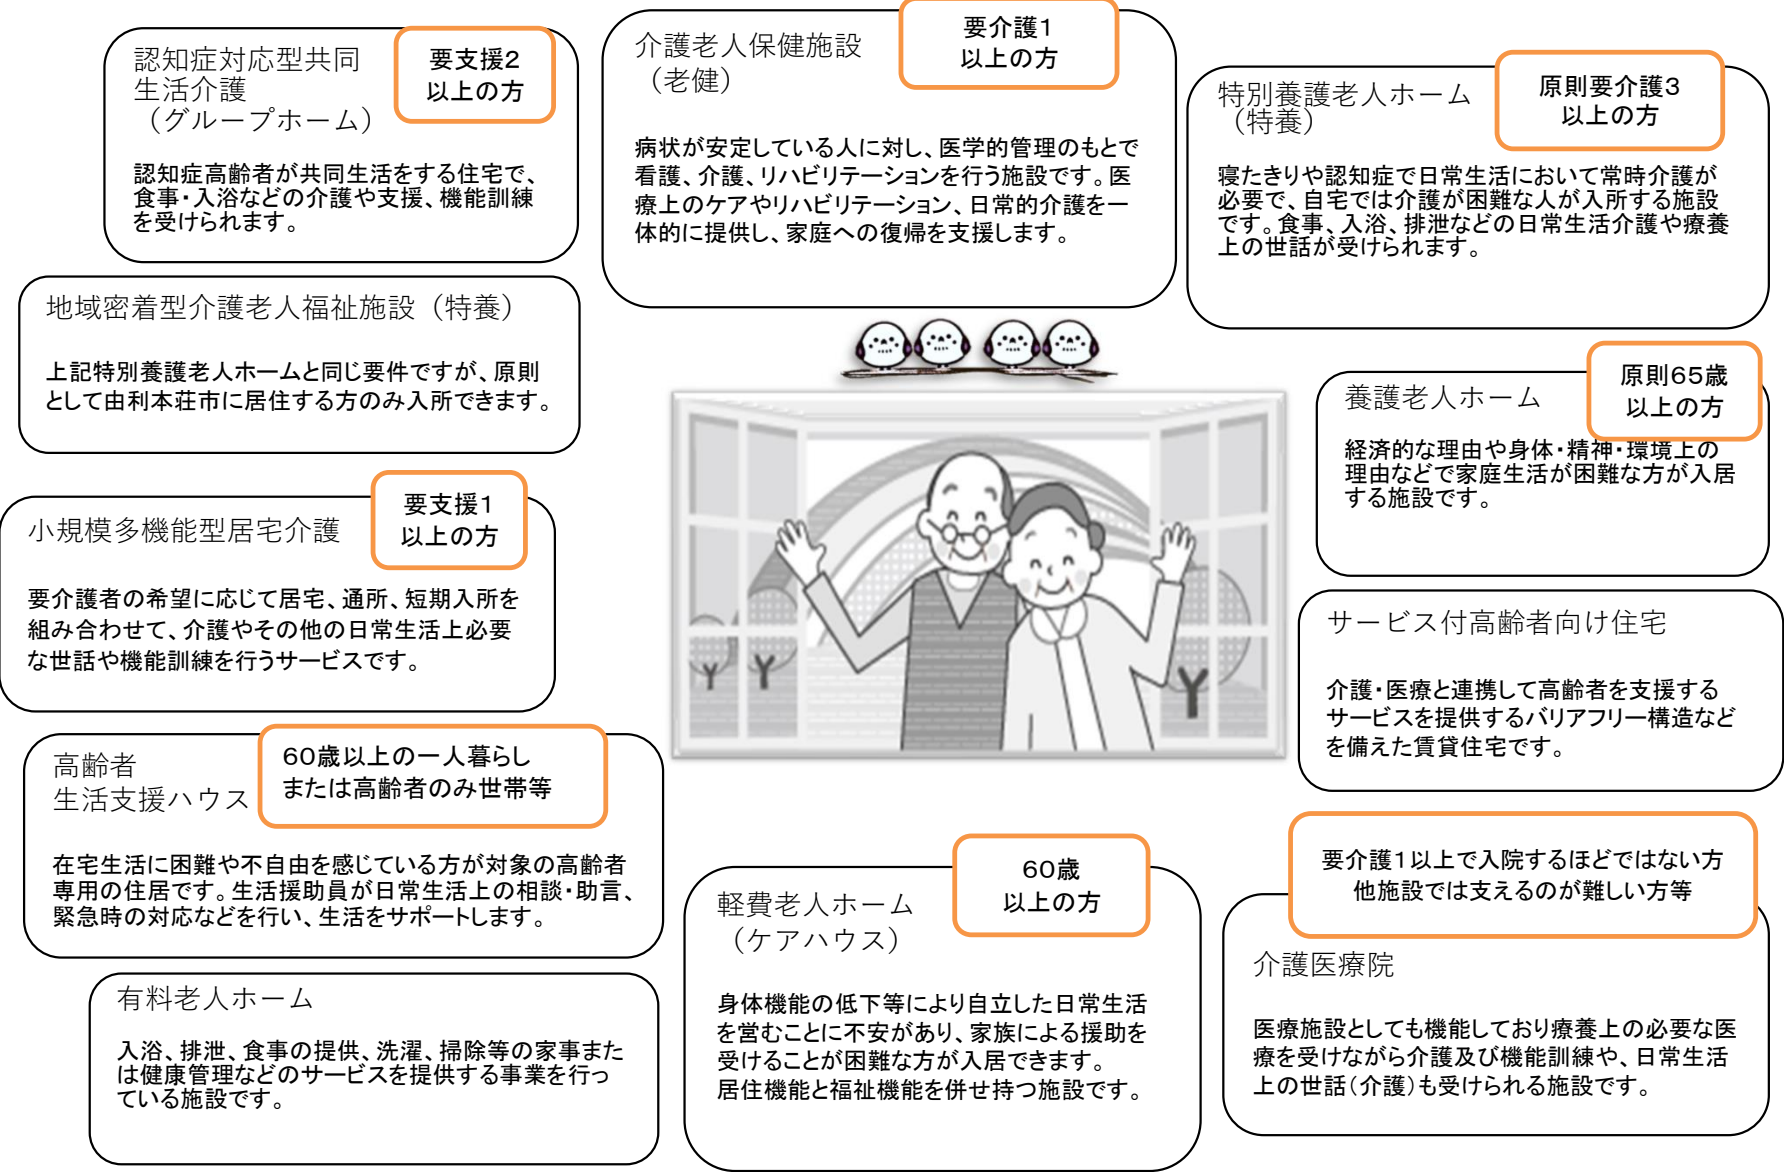 認知症対応型共同
生活介護
（グループホーム）
要支援2
以上の方
認知症高齢者が共同生活をする住宅で、
食事・入浴などの介護や支援、機能訓練
を受けられます。
介護老人保健施設
（老健）
要介護1
以上の方
病状が安定している人に対し、医学的管理のもとで
看護、介護、リハビリテーションを行う施設です。医
療上のケアやリハビリテーション、日常的介護を一
体的に提供し、家庭への復帰を支援します。
特別養護老人ホーム
（特養）
原則要介護3
以上の方
寝たきりや認知症で日常生活において常時介護が
必要で、自宅では介護が困難な人が入所する施設
です。食事、入浴、排泄などの日常生活介護や療養
上の世話が受けられます。
地域密着型介護老人福祉施設（特養）
上記特別養護老人ホームと同じ要件ですが、原則
として由利本荘市に居住する方のみ入所できます。
養護老人ホーム
原則65歳
以上の方
経済的な理由や身体・精神・環境上の
理由などで家庭生活が困難な方が入居
する施設です。
小規模多機能型居宅介護
要支援1
以上の方
要介護者の希望に応じて居宅、通所、短期入所を
組み合わせて、介護やその他の日常生活上必要
な世話や機能訓練を行うサービスです。
サービス付高齢者向け住宅
介護・医療と連携して高齢者を支援する
サービスを提供するバリアフリー構造など
を備えた賃貸住宅です。
高齢者
生活支援ハウス
60歳以上の一人暮らし
または高齢者のみ世帯等
在宅生活に困難や不自由を感じている方が対象の高齢者
専用の住居です。生活援助員が日常生活上の相談・助言、
緊急時の対応などを行い、生活をサポートします。
軽費老人ホーム
（ケアハウス）
60歳
以上の方
身体機能の低下等により自立した日常生活
を営むことに不安があり、家族による援助を
受けることが困難な方が入居できます。
居住機能と福祉機能を併せ持つ施設です。
要介護1以上で入院するほどではない方
他施設では支えるのが難しい方等
介護医療院
医療施設としても機能しており療養上の必要な医
療を受けながら介護及び機能訓練や、日常生活
上の世話（介護）も受けられる施設です。
有料老人ホーム
入浴、排泄、食事の提供、洗濯、掃除等の家事また
は健康管理などのサービスを提供する事業を行っ
ている施設です。